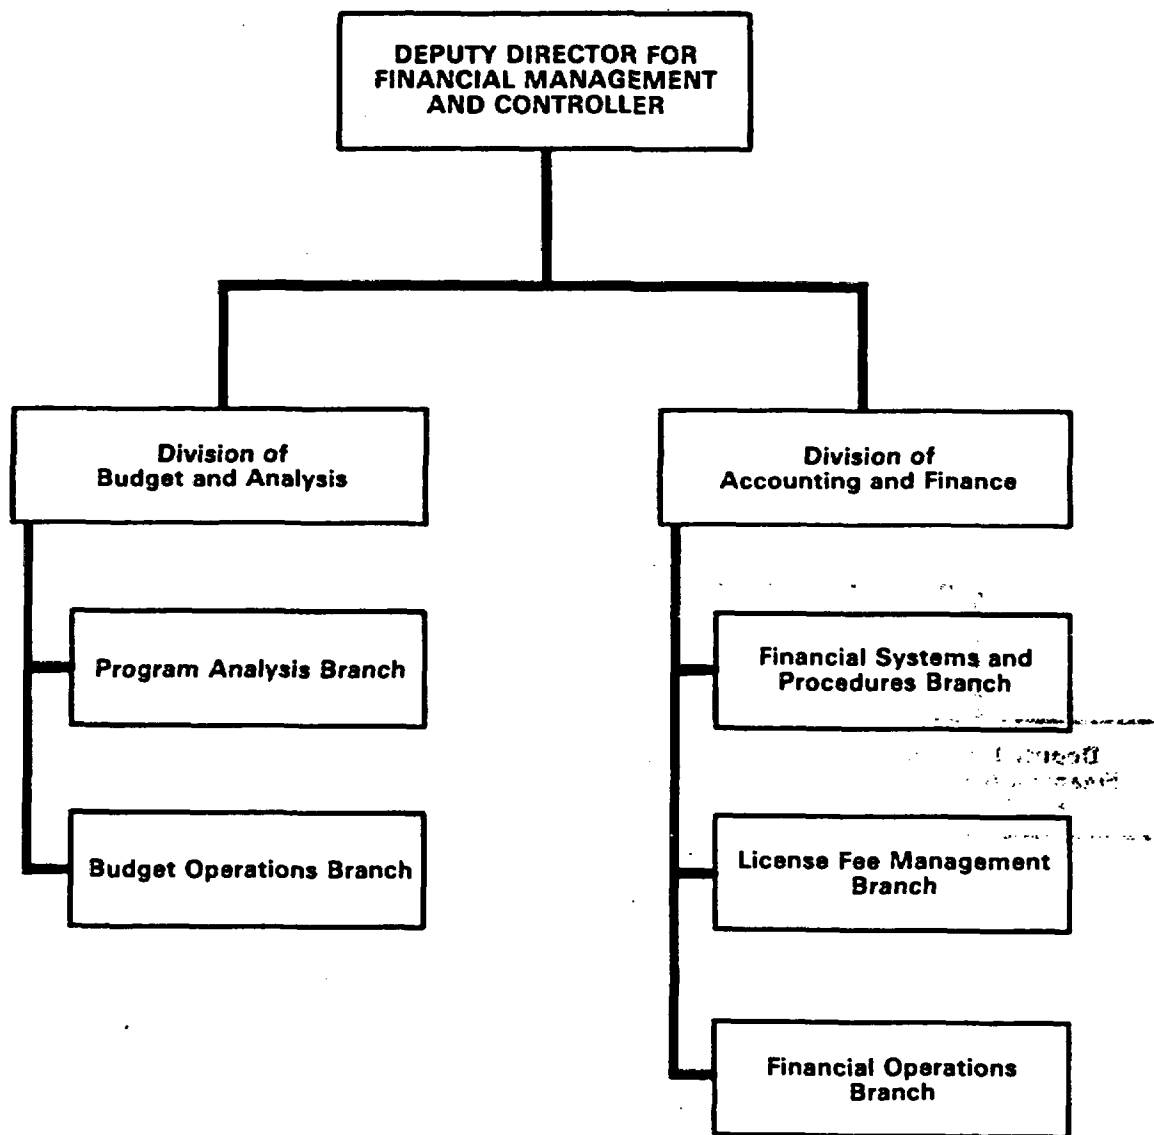 DEPUTY DIRECTOR FOR
FINANCIAL MANAGEMENT
AND CONTROLLER
Division of
Budget and Analysis
Program Analysis Branch
Budget Operations Branch
Division of
Accounting and Finance
Financial Systems and
Procedures Branch
License Fee Management
Branch
Financial Operations
Branch